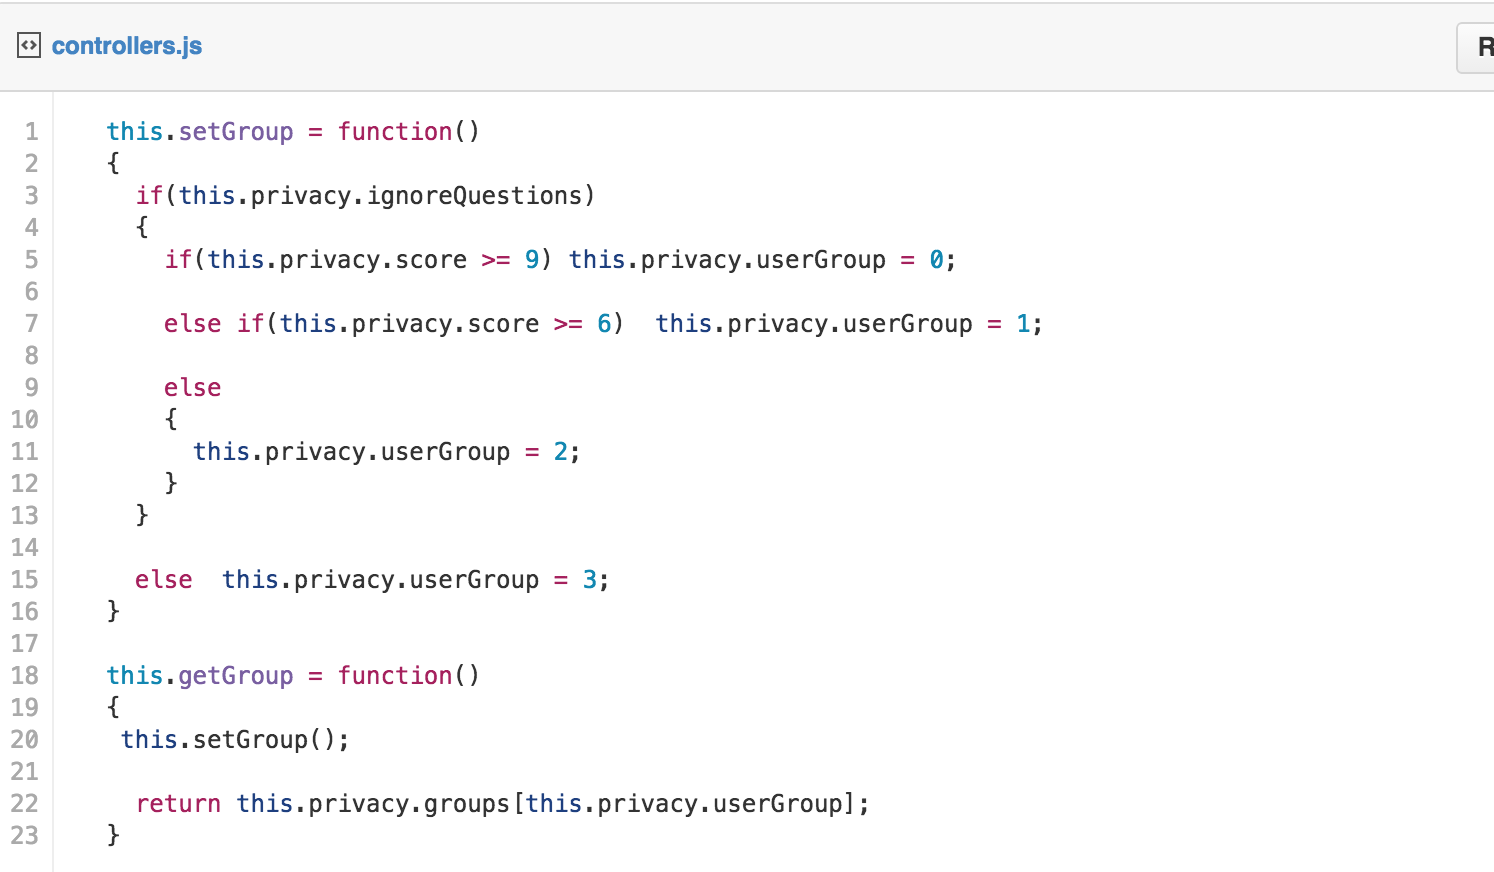 controllers.js
R
1 this.setGroup = function()
2 {
3 if(this.privacy.ignoreQuestions)
4 {
5 if(this.privacy.score >= 9) this.privacy.userGroup = 0;
6
7 else if(this.privacy.score >= 6)  this.privacy.userGroup = 1;
8
9 else
10 {
11 this.privacy.userGroup = 2;
12 }
13 }
14
15 else  this.privacy.userGroup = 3;
16 }
17
18 this.getGroup = function()
19 {
20 this.setGroup();
21
22 return this.privacy.groups[this.privacy.userGroup];
23 }